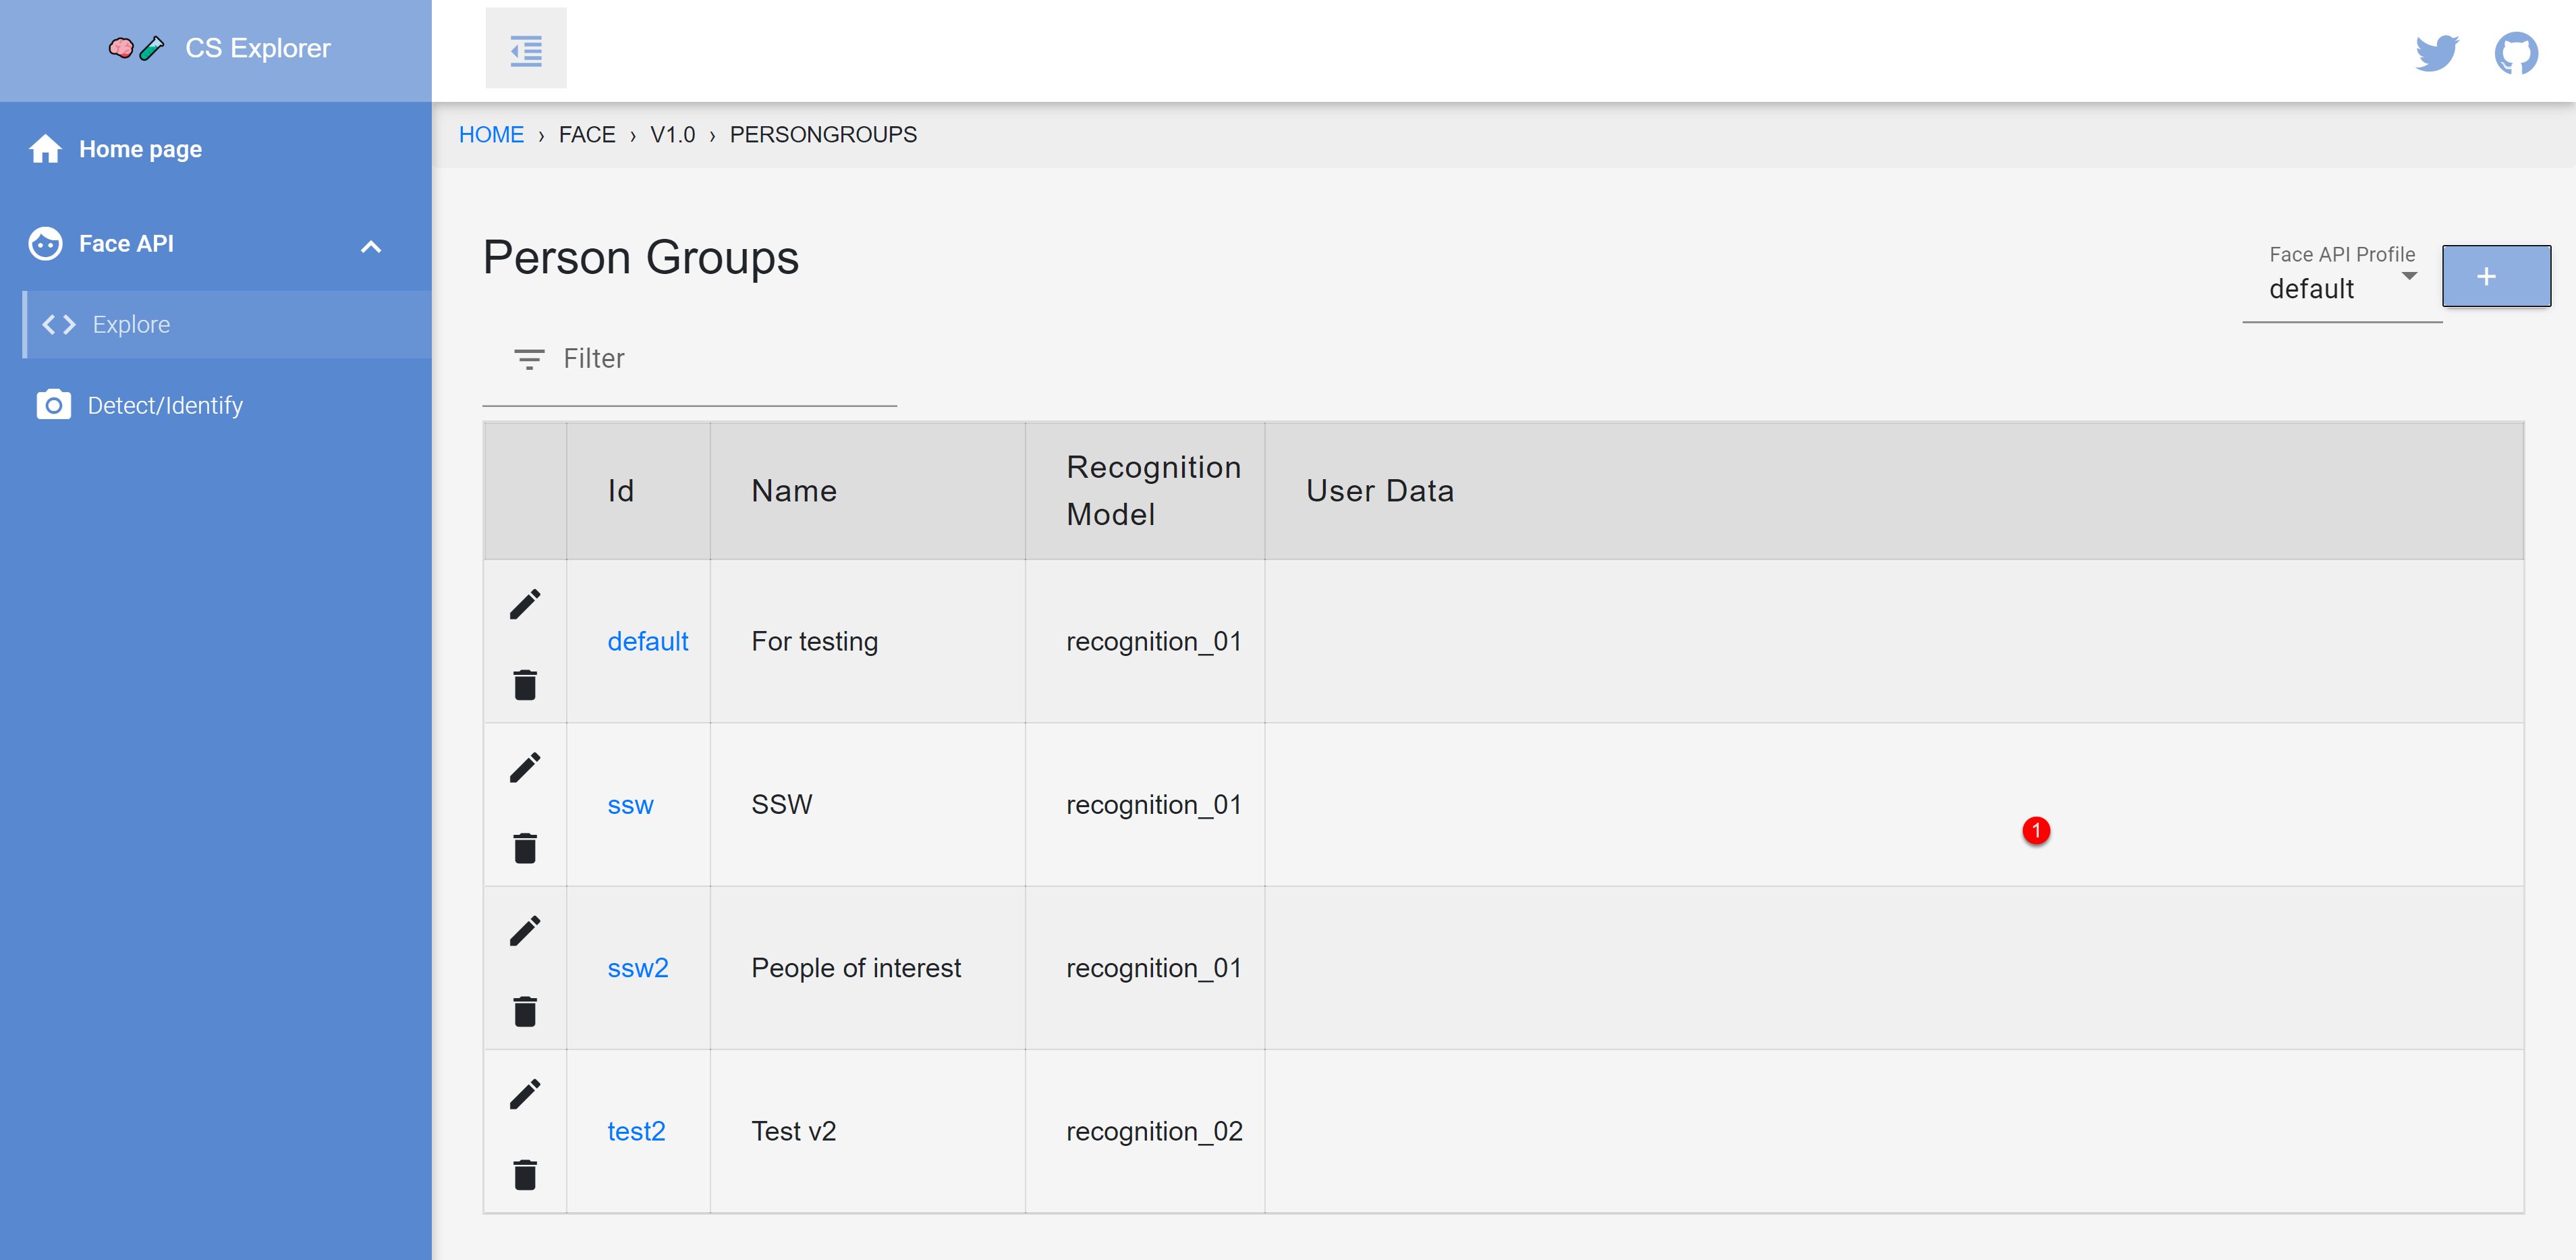 CS Explorer
Home page
Face API
Explore
Detect/Identify
HOME › FACE › V1.0 › PERSONGROUPS
Person Groups
Face API Profile
default
+
Filter
Id
Name
Recognition
Model
User Data
default
For testing
recognition_01
ssw
SSW
recognition_01
1
ssw2
People of interest
recognition_01
test2
Test v2
recognition_02